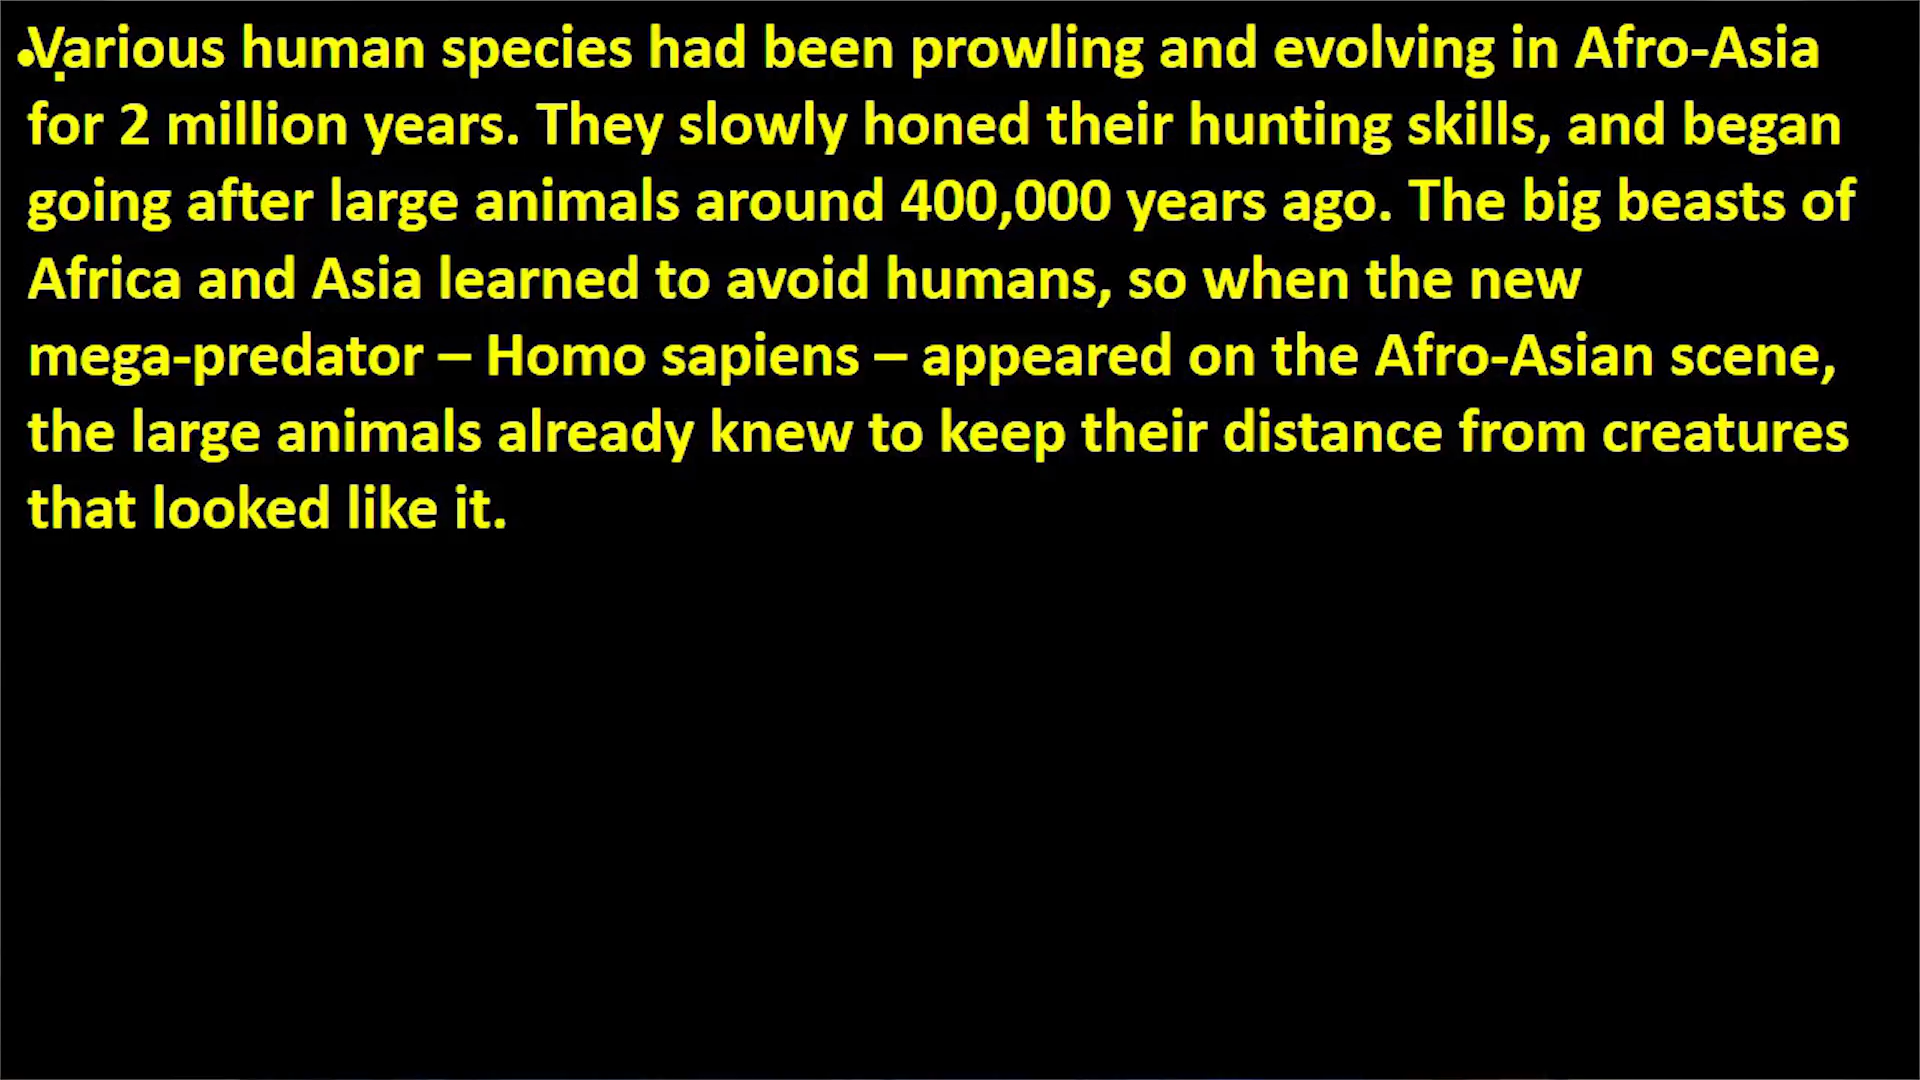 •Various human species had been prowling and evolving in Afro-Asia
for 2 million years. They slowly honed their hunting skills, and began
going after large animals around 400,000 years ago. The big beasts of
Africa and Asia learned to avoid humans, so when the new
mega-predator – Homo sapiens – appeared on the Afro-Asian scene,
the large animals already knew to keep their distance from creatures
that looked like it.